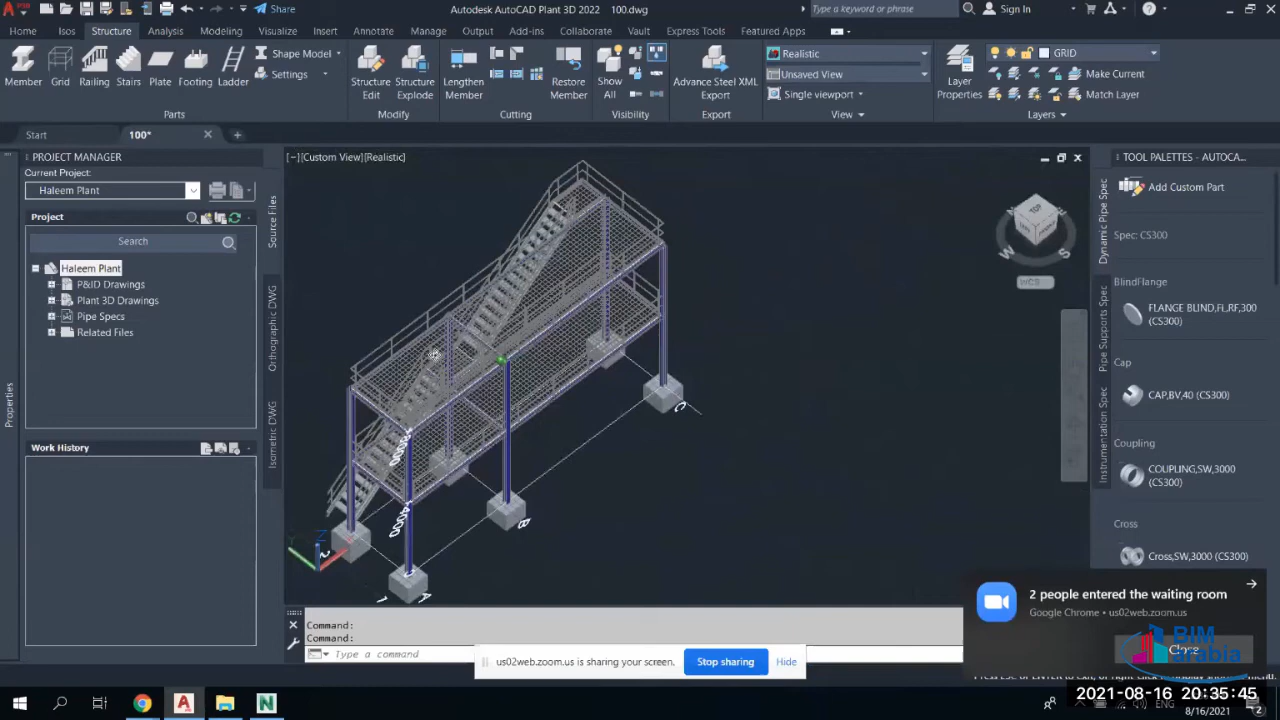 Share
Autodesk AutoCAD Plant 3D 2022 100.dwg
Type a keyword or phrase
Sign In
Home Isos Structure Analysis Modeling Visualize Insert Annotate Manage Output Add-ins Collaborate Vault Express Tools Featured Apps
Member Grid Railing Stairs Plate Footing Ladder
Shape Model
Settings
Structure Edit
Structure Explode
Lengthen Member
Restore Member
Show All
Advance Steel XML Export
Realistic
Unsaved View
Single viewport
Layer Properties
GRID
Make Current
Match Layer
Parts Modify Cutting Visibility Export View Layers
Start 100*
PROJECT MANAGER
Current Project:
Haleem Plant
Project
Search
Haleem Plant
P&ID Drawings
Plant 3D Drawings
Pipe Specs
Related Files
Work History
Properties
Source Files
Orthographic DWG
Isometric DWG
[−][Custom View][Realistic]
TOP
W
S
WCS
C
B
A
1
2
+4000
Z
TOOL PALETTES - AUTOCA...
Dynamic Pipe Spec
Pipe Supports Spec
Instrumentation Spec
Add Custom Part
Spec: CS300
BlindFlange
FLANGE BLIND,FL,RF,300
(CS300)
Cap
CAP,BV,40 (CS300)
Coupling
COUPLING,SW,3000
(CS300)
Cross
Cross,SW,3000 (CS300)
Command:
Command:
Type a command
us02web.zoom.us is sharing your screen.
Stop sharing
Hide
2 people entered the waiting room
Google Chrome • us02web.zoom.us
Close
BIM
arabia
2021-08-16 20:35:45
ENG
8/16/2021
2